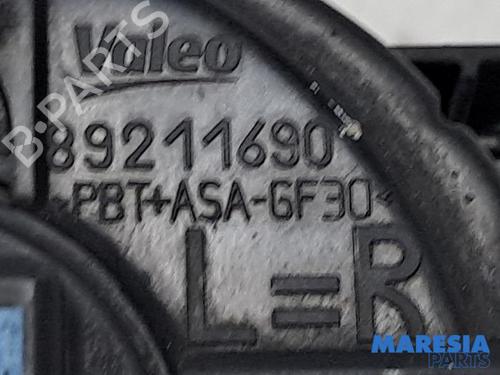 Valeo
89211690
>PBT+ASA-GF30<
L=R
B-PARTS
MARESIA
PARTS